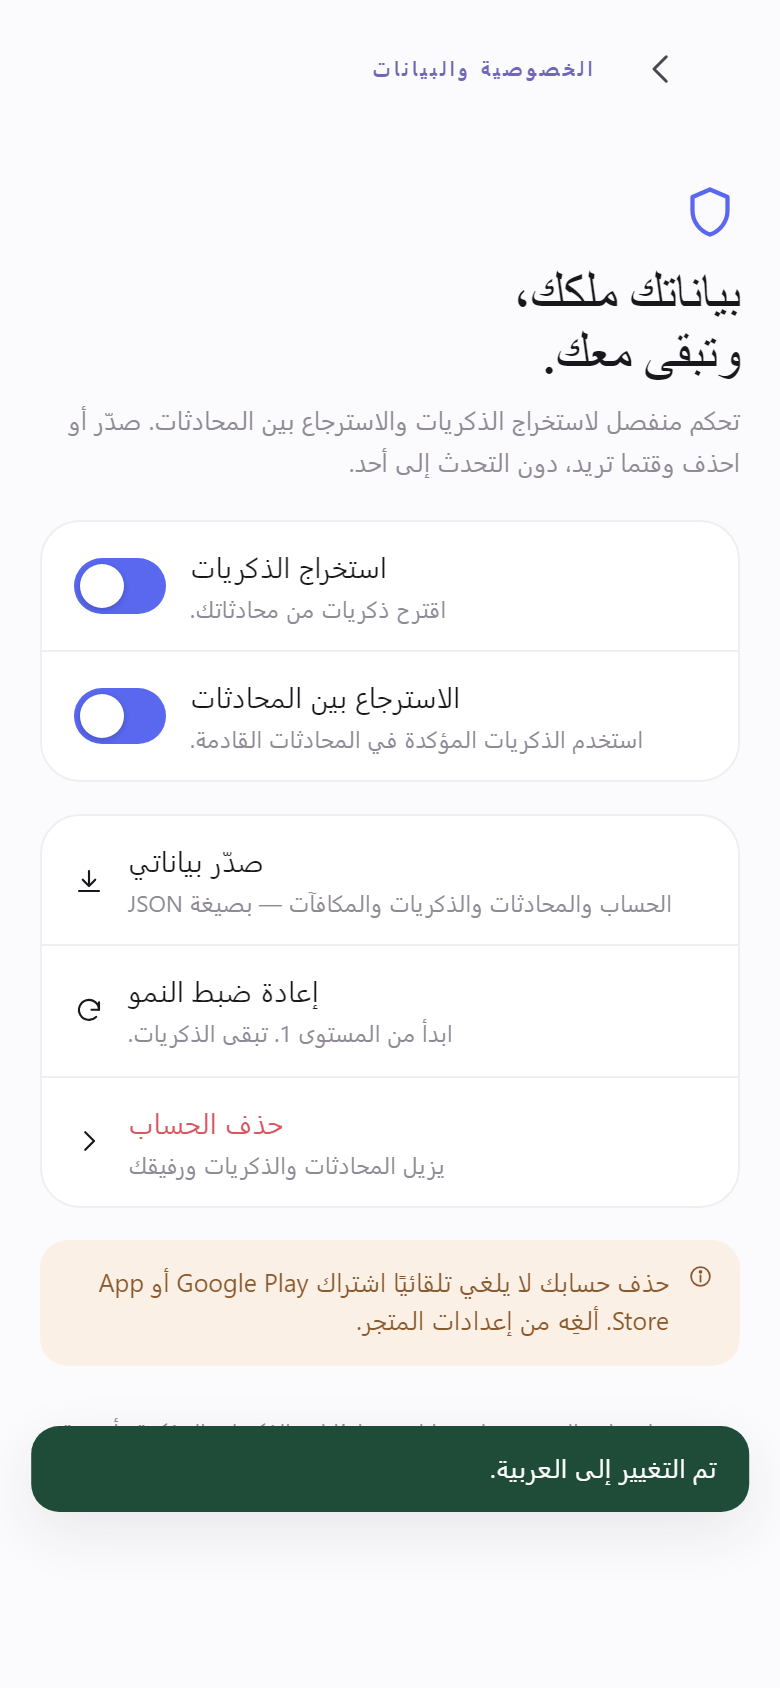 الخصوصية والبيانات
بياناتك ملكك،
وتبقى معك.
تحكم منفصل لاستخراج الذكريات والاسترجاع بين المحادثات. صدّر أو
احذف وقتما تريد، دون التحدث إلى أحد.
استخراج الذكريات
اقترح ذكريات من محادثاتك.
الاسترجاع بين المحادثات
استخدم الذكريات المؤكدة في المحادثات القادمة.
صدّر بياناتي
الحساب والمحادثات والذكريات والمكافآت — بصيغة JSON
إعادة ضبط النمو
ابدأ من المستوى 1. تبقى الذكريات.
حذف الحساب
يزيل المحادثات والذكريات ورفيقك
حذف حسابك لا يلغي تلقائيًا اشتراك Google Play أو App
Store. ألغِه من إعدادات المتجر.
تم التغيير إلى العربية.